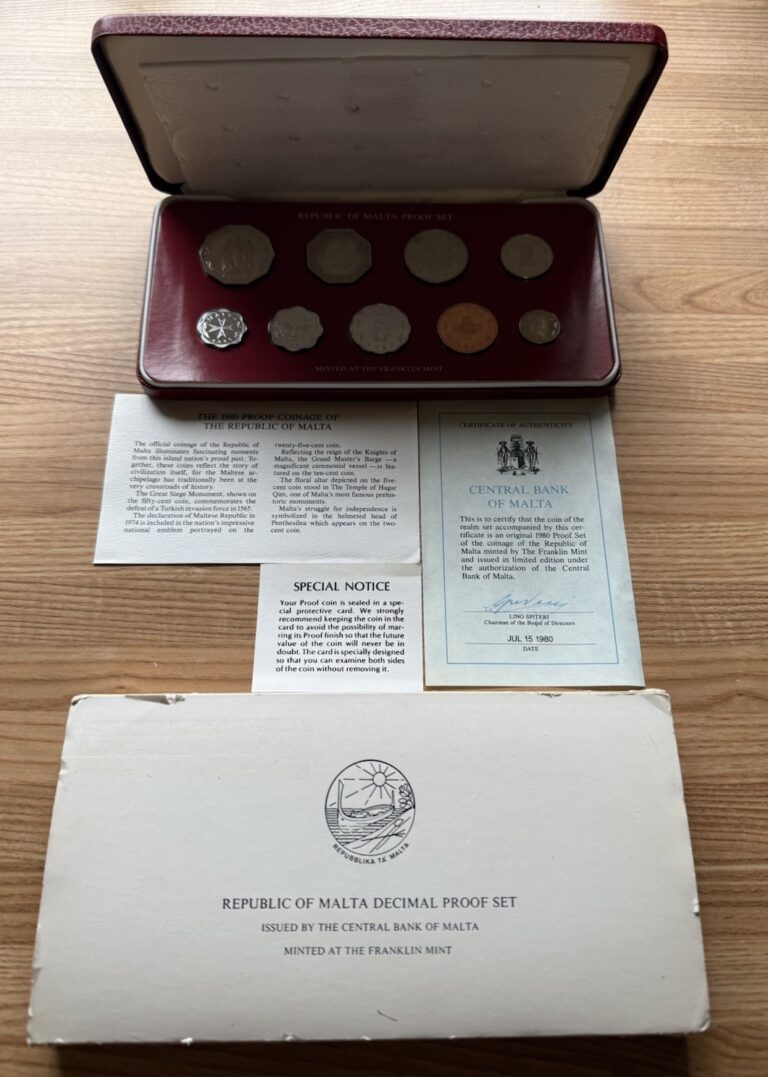 REPUBLIC OF MALTA PROOF SET
MINTED AT THE FRANKLIN MINT
THE 1980 PROOF COINAGE OF
THE REPUBLIC OF MALTA
The official coinage of the Republic of
Malta illuminates fascinating moments
from this island nation's proud past. To-
gether, these coins reflect the story of
civilization itself, for the Maltese ar-
chipelago has traditionally been at the
very crossroads of history.
The Great Siege Monument, shown on
the fifty-cent coin, commemorates the
defeat of a Turkish invasion force in 1565.
The declaration of Maltese Republic in
1974 is included in the nation's impressive
national emblem portrayed on the
twenty-five-cent coin.
Reflecting the reign of the Knights of
Malta, the Grand Master's Barge —a
magnificent ceremonial vessel —is fea-
tured on the ten-cent coin.
The floral altar depicted on the five-
cent coin stood in The Temple of Hagar
Qim, one of Malta's most famous prehis-
toric monuments.
Malta's struggle for independence is
symbolized in the helmeted head of
Penthesilea which appears on the two-
cent coin.
CERTIFICATE OF AUTHENTICITY
CENTRAL BANK
OF MALTA
This is to certify that the coin of the
realm set accompanied by this cer-
tificate is an original 1980 Proof Set
of the coinage of the Republic of
Malta minted by The Franklin Mint
and issued in limited edition under
the authorization of the Central
Bank of Malta.
LINO SPITERI
Chairman of the Board of Directors
JUL 15 1980
DATE
SPECIAL NOTICE
Your Proof coin is sealed in a spe-
cial protective card. We strongly
recommend keeping the coin in the
card to avoid the possibility of mar-
ring its Proof finish so that the future
value of the coin will never be in
doubt. The card is specially designed
so that you can examine both sides
of the coin without removing it.
REPUBBLIKA TA' MALTA
REPUBLIC OF MALTA DECIMAL PROOF SET
ISSUED BY THE CENTRAL BANK OF MALTA
MINTED AT THE FRANKLIN MINT